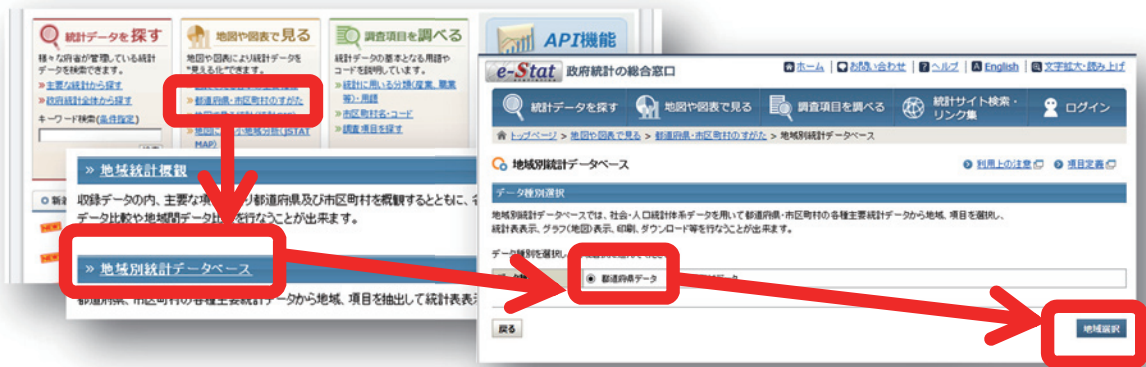 統計データを探す
様々な府省が管理している統計
データを検索できます。
»主要な統計から探す
»政府統計全体から探す
キーワード検索(条件指定)
地図や図表で見る
地図や図表により統計データを
"見える化"できます。
»都道府県・市区町村のすがた
MAP)
調査項目を調べる
統計データの基本となる用語や
コードを説明しています。
»統計に用いる分類(産業、職業
等)・用語
»市区町村名・コード
»調査項目を探す
API機能
» 地域統計概観
収録データの内、主要な項
り都道府県及び市区町村を概観するとともに、
データ比較や地域間データ比
を行なうことが出来ます。
» 地域別統計データベース
都道府県、市区町村の各種主要統計データから地域、項目を抽出して統計表表示
e-Stat 政府統計の総合窓口
ホーム
お問い合わせ
ヘルプ
English
文字拡大・読み上げ
統計データを探す
地図や図表で見る
調査項目を調べる
統計サイト検索・
リンク集
ログイン
トップページ > 地図や図表で見る > 都道府県・市区町村のすがた > 地域別統計データベース
地域別統計データベース
利用上の注意
項目定義
データ種別選択
地域別統計データベースでは、社会・人口統計体系データを用いて都道府県・市区町村の各種主要統計データから地域、項目を選択し、
統計表表示、グラフ(地図)表示、印刷、ダウンロード等を行なうことが出来ます。
データ種別を選択し
都道府県データ
戻る
地域選択